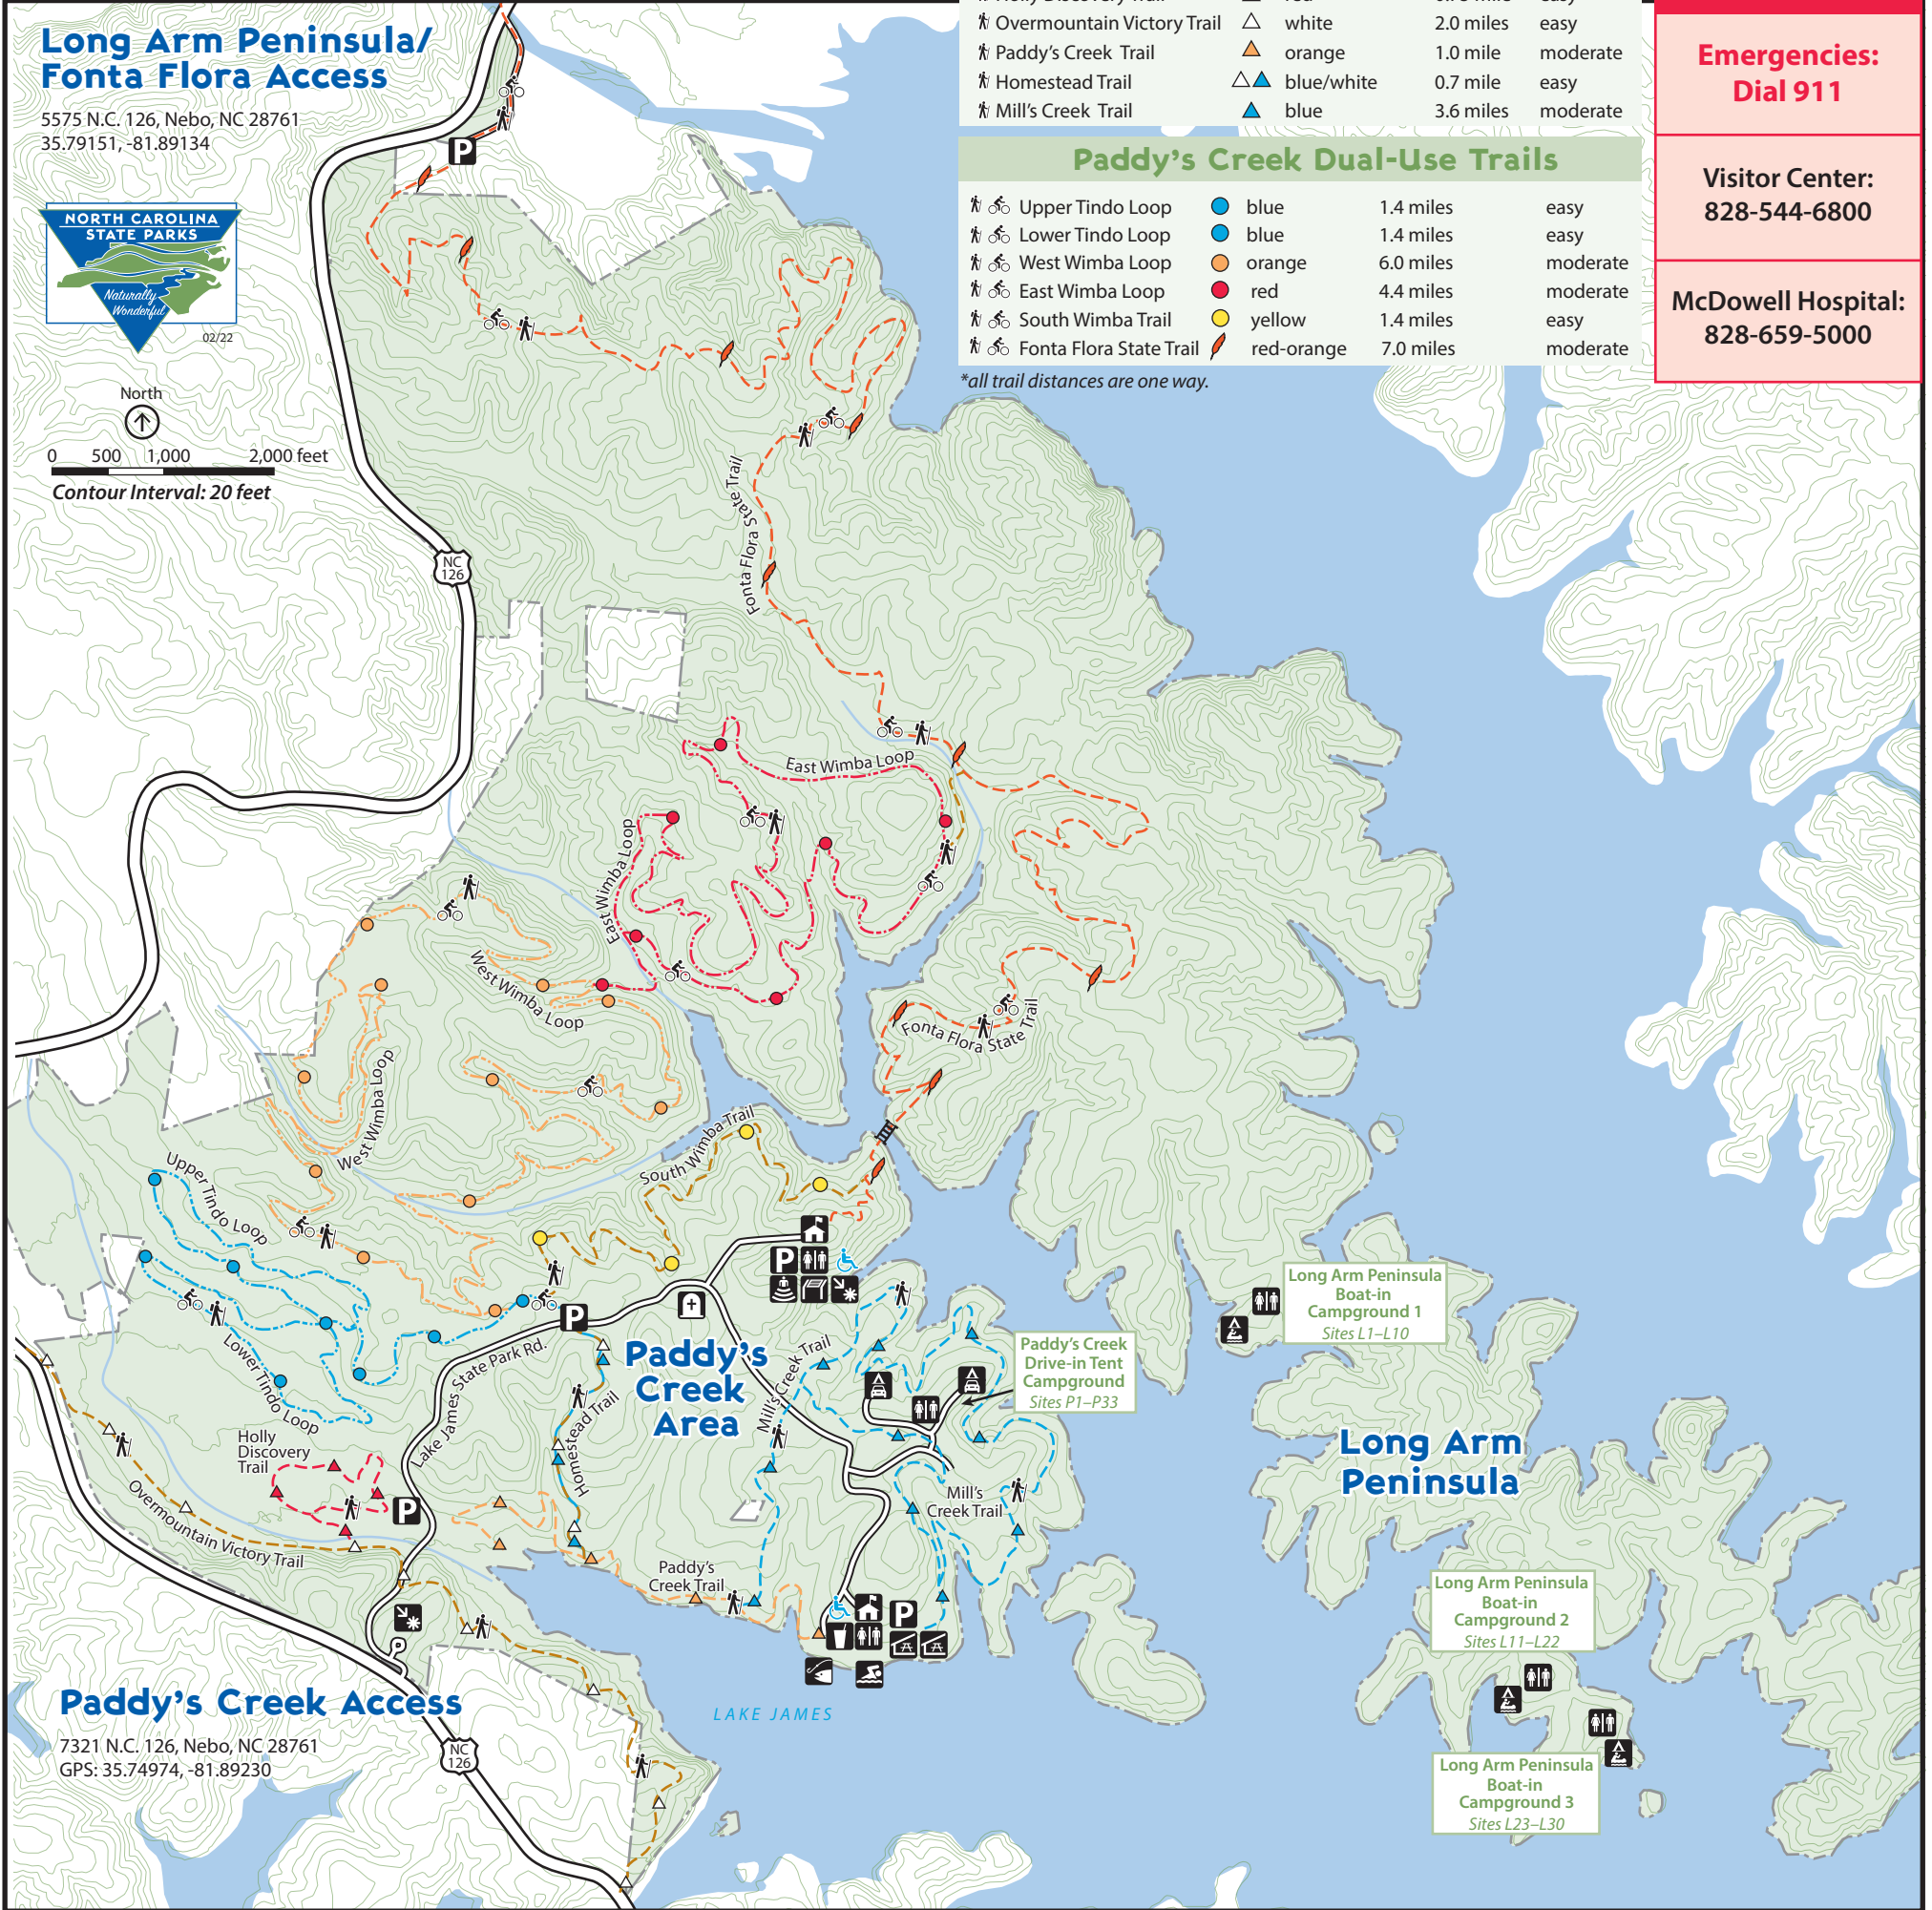 Long Arm Peninsula/
Fonta Flora Access
5575 N.C. 126, Nebo, NC 28761
35.79151, -81.89134
NORTH CAROLINA
STATE PARKS
Naturally
Wonderful
02/22
North
0 500 1,000 2,000 feet
Contour Interval: 20 feet
Overmountain Victory Trail white 2.0 miles easy
Paddy's Creek Trail orange 1.0 mile moderate
Homestead Trail blue/white 0.7 mile easy
Mill's Creek Trail blue 3.6 miles moderate
Paddy's Creek Dual-Use Trails
Upper Tindo Loop blue 1.4 miles easy
Lower Tindo Loop blue 1.4 miles easy
West Wimba Loop orange 6.0 miles moderate
East Wimba Loop red 4.4 miles moderate
South Wimba Trail yellow 1.4 miles easy
Fonta Flora State Trail red-orange 7.0 miles moderate
*all trail distances are one way.
Emergencies:
Dial 911
Visitor Center:
828-544-6800
McDowell Hospital:
828-659-5000
P
Fonta Flora State Trail
NC
126
East Wimba Loop
East Wimba Loop
West Wimba Loop
West Wimba Loop
Fonta Flora State Trail
South Wimba Trail
Upper Tindo Loop
Lower Tindo Loop
P
P
Lake James State Park Rd.
Paddy's
Creek
Area
Homestead Trail
Mill's Creek Trail
Holly
Discovery
Trail
P
Overmountain Victory Trail
Paddy's Creek
Drive-in Tent
Campground
Sites P1–P33
Mill's
Creek Trail
Paddy's
Creek Trail
P
P
Long Arm Peninsula
Boat-in
Campground 1
Sites L1–L10
Long Arm
Peninsula
Long Arm Peninsula
Boat-in
Campground 2
Sites L11–L22
Long Arm Peninsula
Boat-in
Campground 3
Sites L23–L30
LAKE JAMES
Paddy's Creek Access
7321 N.C. 126, Nebo, NC 28761
GPS: 35.74974, -81.89230
NC
126